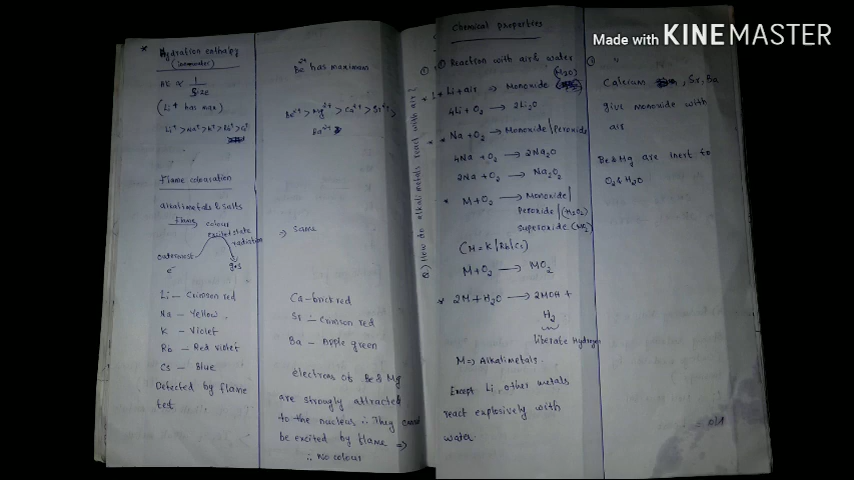 Made with KINEMASTER
* Hydration enthalpy
(immortales)
HE ∝ 1/Size
(Li⁺ has max)
Li⁺ > Na⁺ > K⁺ > Rb⁺ > Cs⁺
Flame colouration
alkali metals & salts
Flame colour
excited state
radiation
outermost
e⁻
g.s
Li – Crimson red
Na – Yellow.
K – Violet
Rb – Red violet
Cs – Blue
Detected by flame
test
Be²⁺ has maximum
Be²⁺ > Mg²⁺ > Ca²⁺ > Sr²⁺ >
Ba²⁺
⇒ same
Ca – brick red
Sr – Crimson red
Ba – Apple green
electrons of Be & Mg
are strongly attracted
to the nucleus ∴ They cannot
be excited by flame ⇒
∴ No colour
Chemical properties
Q) How do alkali metals react with air?
① Reaction with air & water
(M₂O)
* Li + air → Monoxide
4Li + O₂ → 2Li₂O
* Na + O₂ → Monoxide/Peroxide
4Na + O₂ → 2Na₂O
2Na + O₂ → Na₂O₂
* M + O₂ → Monoxide/
Peroxide/
Superoxide
(M = K/Rb/Cs)
M + O₂ → MO₂
* 2M + H₂O → 2MOH +
H₂
liberate Hydrogen
M ⇒ Alkali metals.
Except Li, other metals
react explosively with
water
① "
Calcium, Sr, Ba
give monoxide with
air
Be & Mg are inert to
O₂ & H₂O